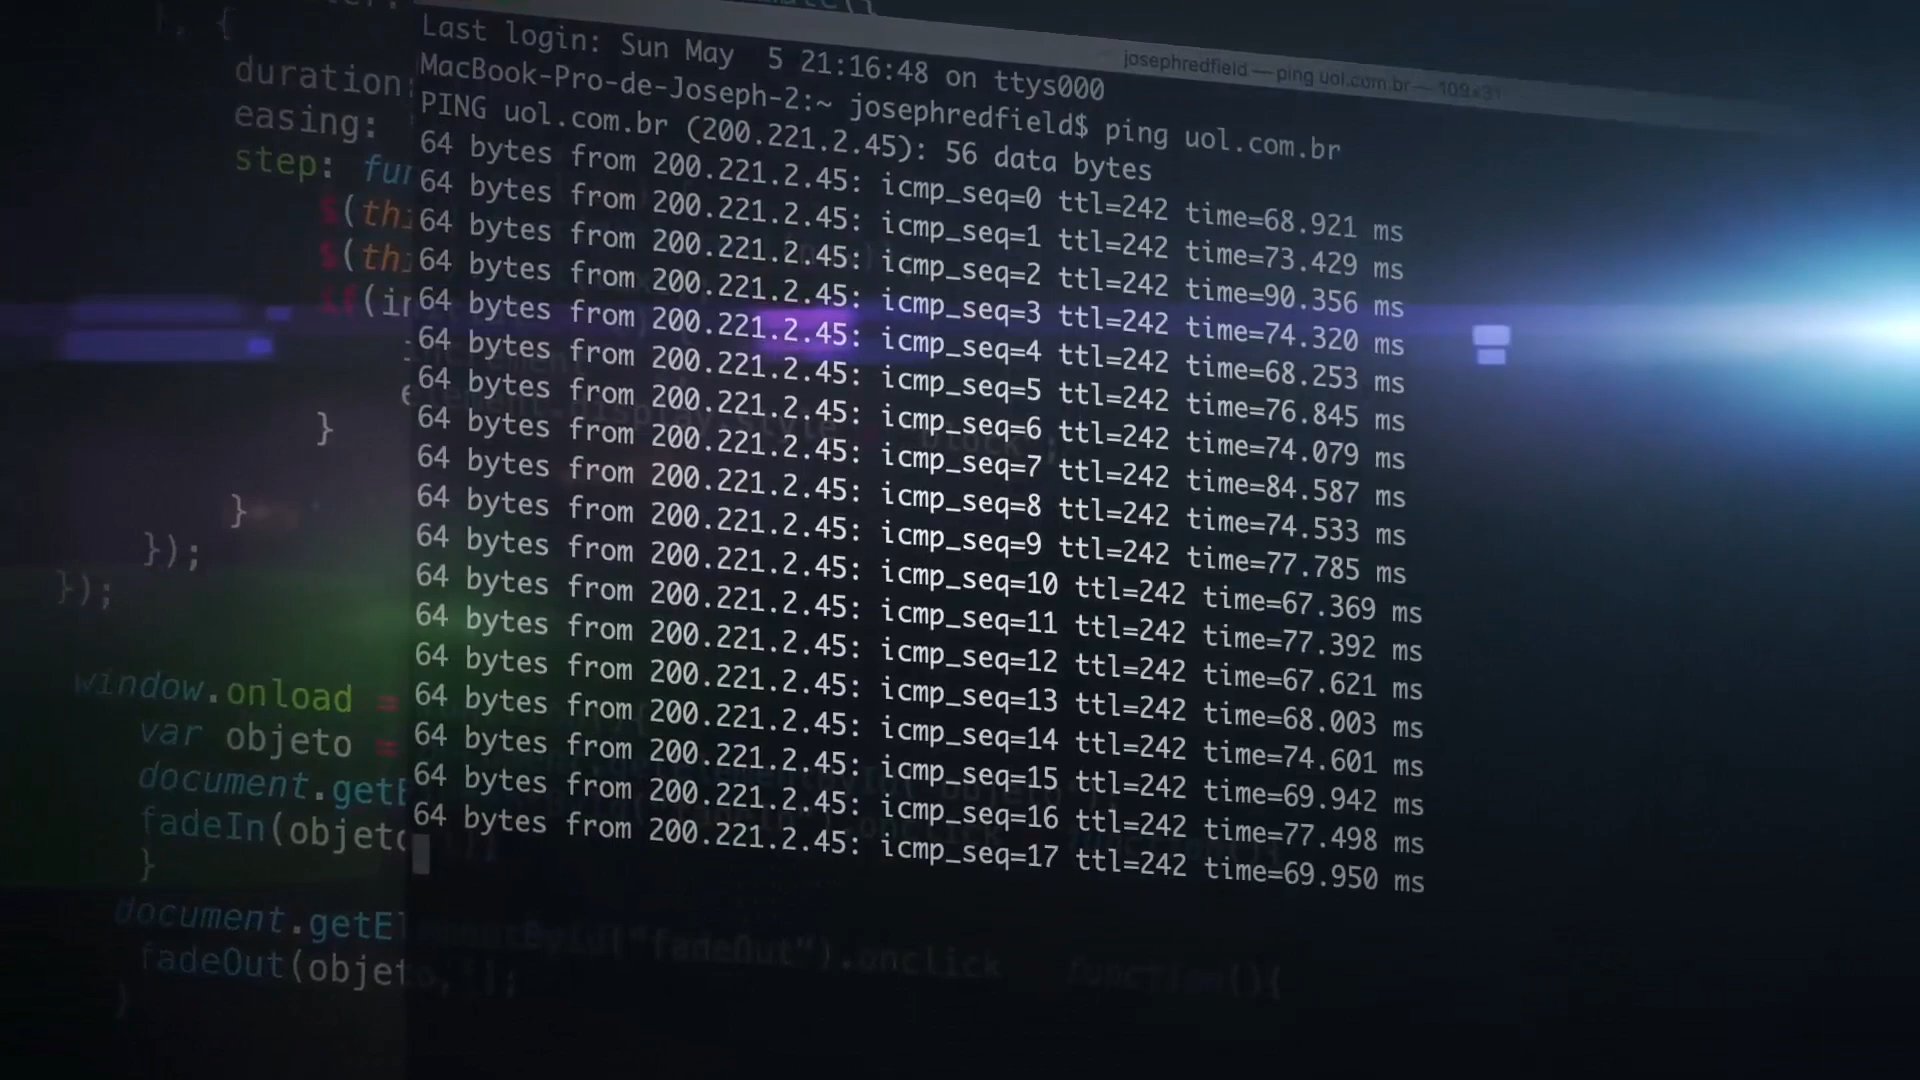 }, {
duration:
easing:
step: fun
$(thi
$(thi
if(in
}
}
});
});
window.onload =
var objeto =
document.getE
fadeIn(objeto
}
document.getElementById("fadeOut").onclick function(){
fadeOut(objeto, );
}
josephredfield — ping uol.com.br — 109×31
Last login: Sun May  5 21:16:48 on ttys000
MacBook-Pro-de-Joseph-2:~ josephredfield$ ping uol.com.br
PING uol.com.br (200.221.2.45): 56 data bytes
64 bytes from 200.221.2.45: icmp_seq=0 ttl=242 time=68.921 ms
64 bytes from 200.221.2.45: icmp_seq=1 ttl=242 time=73.429 ms
64 bytes from 200.221.2.45: icmp_seq=2 ttl=242 time=90.356 ms
64 bytes from 200.221.2.45: icmp_seq=3 ttl=242 time=74.320 ms
64 bytes from 200.221.2.45: icmp_seq=4 ttl=242 time=68.253 ms
64 bytes from 200.221.2.45: icmp_seq=5 ttl=242 time=76.845 ms
64 bytes from 200.221.2.45: icmp_seq=6 ttl=242 time=74.079 ms
64 bytes from 200.221.2.45: icmp_seq=7 ttl=242 time=84.587 ms
64 bytes from 200.221.2.45: icmp_seq=8 ttl=242 time=74.533 ms
64 bytes from 200.221.2.45: icmp_seq=9 ttl=242 time=77.785 ms
64 bytes from 200.221.2.45: icmp_seq=10 ttl=242 time=67.369 ms
64 bytes from 200.221.2.45: icmp_seq=11 ttl=242 time=77.392 ms
64 bytes from 200.221.2.45: icmp_seq=12 ttl=242 time=67.621 ms
64 bytes from 200.221.2.45: icmp_seq=13 ttl=242 time=68.003 ms
64 bytes from 200.221.2.45: icmp_seq=14 ttl=242 time=74.601 ms
64 bytes from 200.221.2.45: icmp_seq=15 ttl=242 time=69.942 ms
64 bytes from 200.221.2.45: icmp_seq=16 ttl=242 time=77.498 ms
64 bytes from 200.221.2.45: icmp_seq=17 ttl=242 time=69.950 ms